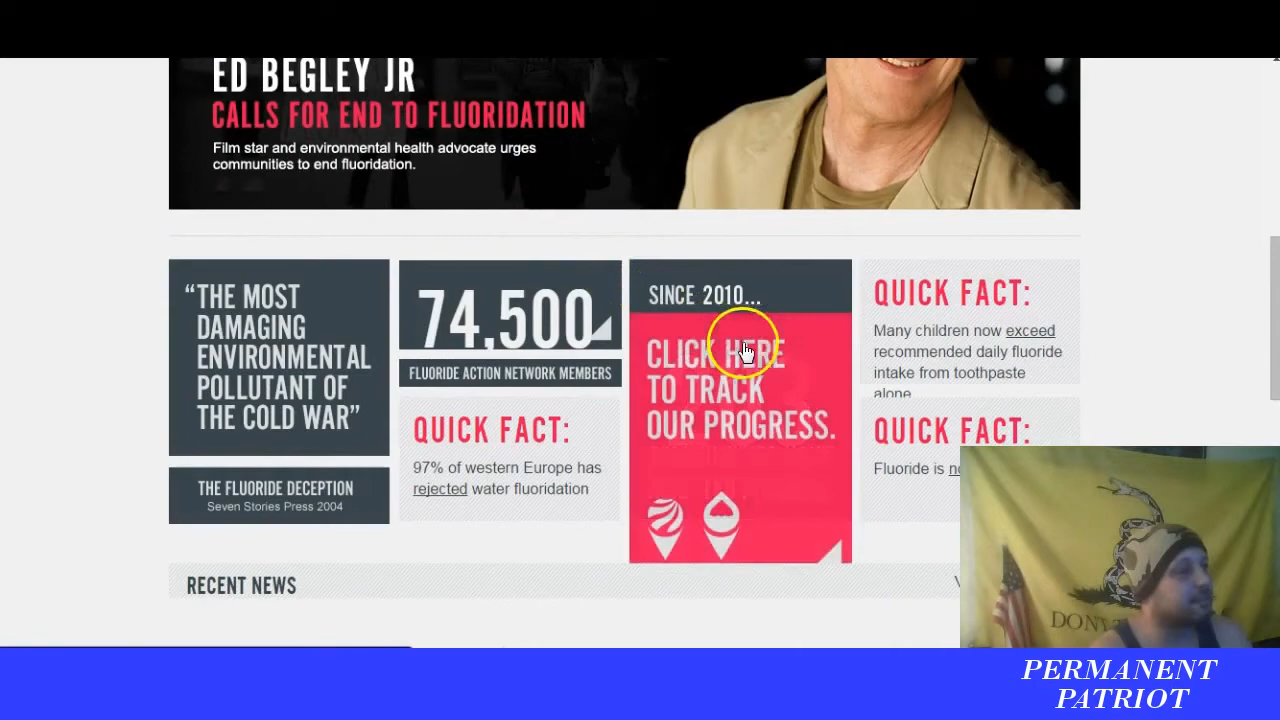 ED BEGLEY JR
CALLS FOR END TO FLUORIDATION
Film star and environmental health advocate urges
communities to end fluoridation.
“THE MOST
DAMAGING
ENVIRONMENTAL
POLLUTANT OF
THE COLD WAR”
THE FLUORIDE DECEPTION
Seven Stories Press 2004
74,500
FLUORIDE ACTION NETWORK MEMBERS
QUICK FACT:
97% of western Europe has
rejected water fluoridation
SINCE 2010...
CLICK HERE
TO TRACK
OUR PROGRESS.
QUICK FACT:
Many children now exceed
recommended daily fluoride
intake from toothpaste
alone
QUICK FACT:
Fluoride is
RECENT NEWS
DON'T
PERMANENT
PATRIOT